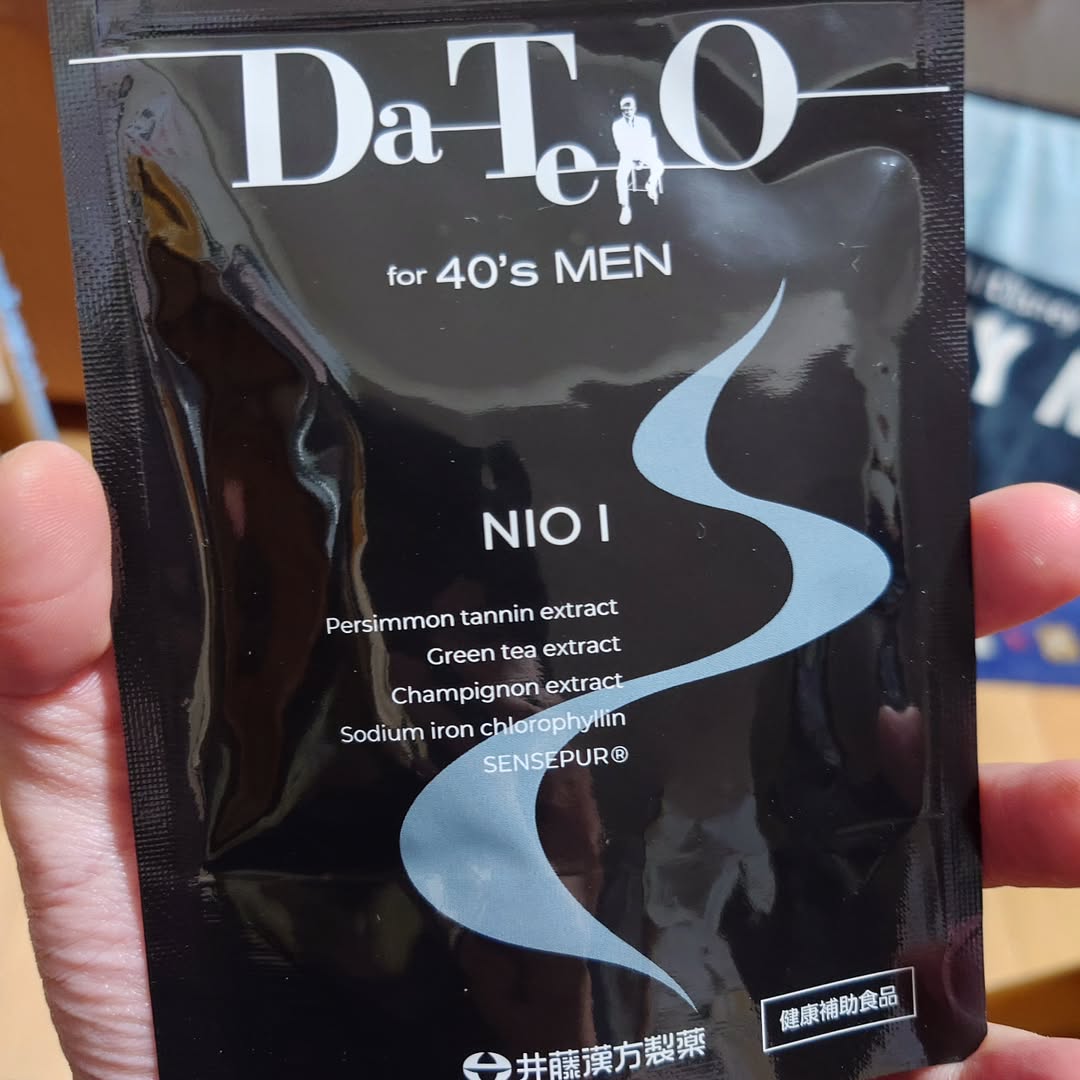 DaTeO
for 40's MEN
NIO I
Persimmon tannin extract
Green tea extract
Champignon extract
Sodium iron chlorophyllin
SENSEPUR®
健康補助食品
井藤漢方製薬
Disney